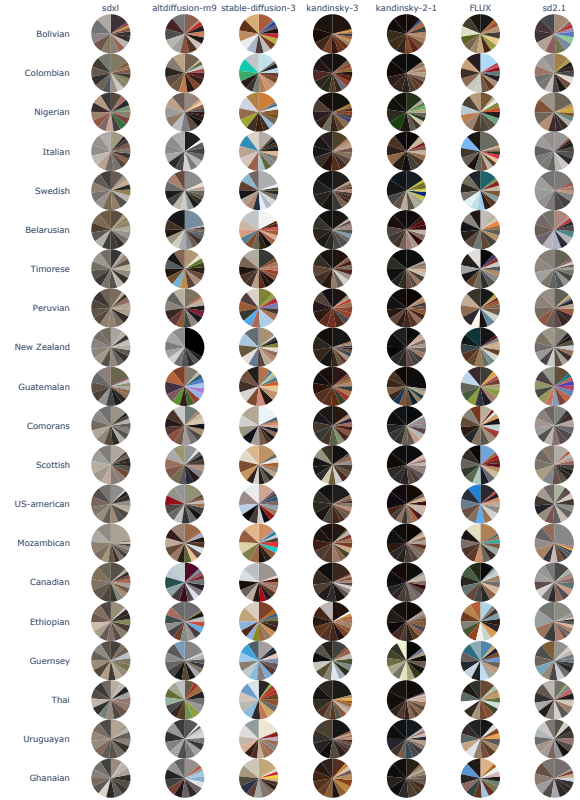 sdxl altdiffusion-m9 stable-diffusion-3 kandinsky-3 kandinsky-2-1 FLUX sd2.1
Bolivian
Colombian
Nigerian
Italian
Swedish
Belarusian
Timorese
Peruvian
New Zealand
Guatemalan
Comorans
Scottish
US-american
Mozambican
Canadian
Ethiopian
Guernsey
Thai
Uruguayan
Ghanaian